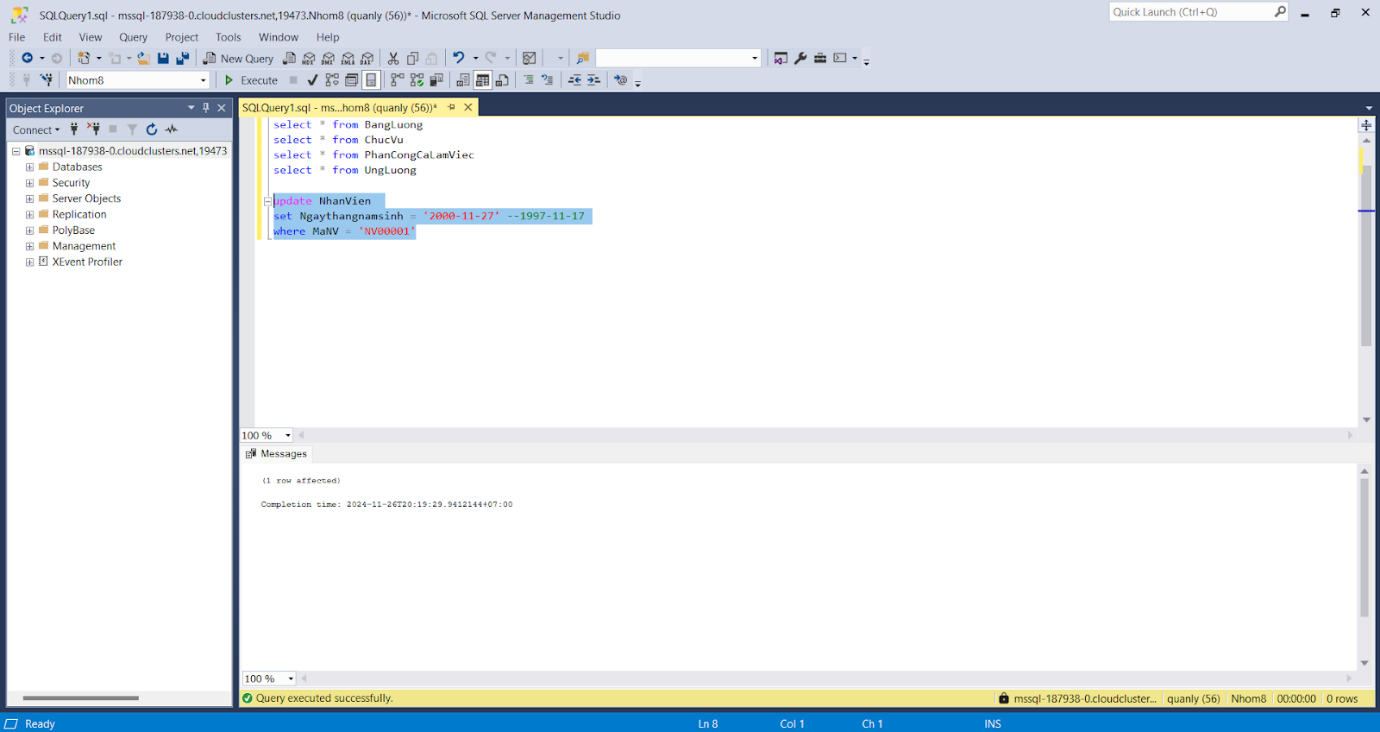 SQLQuery1.sql - mssql-187938-0.cloudclusters.net,19473.Nhom8 (quanly (56))* - Microsoft SQL Server Management Studio
Quick Launch (Ctrl+Q)
File Edit View Query Project Tools Window Help
New Query
Nhom8
Execute
Object Explorer
Connect
mssql-187938-0.cloudclusters.net,19473
Databases
Security
Server Objects
Replication
PolyBase
Management
XEvent Profiler
SQLQuery1.sql - ms...hom8 (quanly (56))*
select * from BangLuong
select * from ChucVu
select * from PhanCongCaLamViec
select * from UngLuong
update NhanVien
set Ngaythangnamsinh = '2000-11-27' --1997-11-17
where MaNV = 'NV00001'
100 %
Messages
(1 row affected)
Completion time: 2024-11-26T20:19:29.9412144+07:00
100 %
Query executed successfully.
mssql-187938-0.cloudcluster... quanly (56) Nhom8 00:00:00 0 rows
Ready Ln 8 Col 1 Ch 1 INS